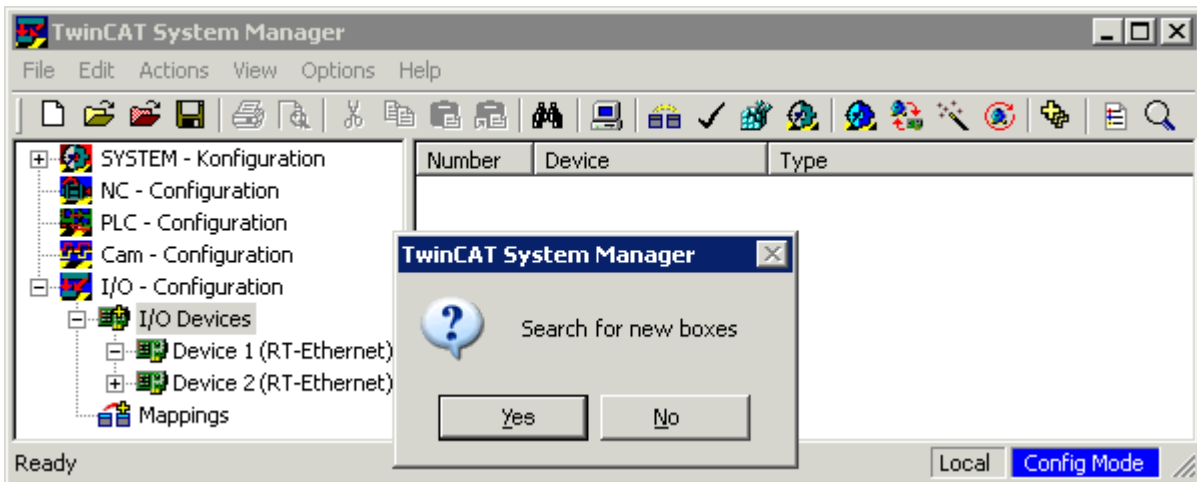 TwinCAT System Manager
File Edit Actions View Options Help
SYSTEM - Konfiguration
NC - Configuration
PLC - Configuration
Cam - Configuration
I/O - Configuration
I/O Devices
Device 1 (RT-Ethernet)
Device 2 (RT-Ethernet)
Mappings
Number Device Type
TwinCAT System Manager
Search for new boxes
Yes No
Ready Local Config Mode